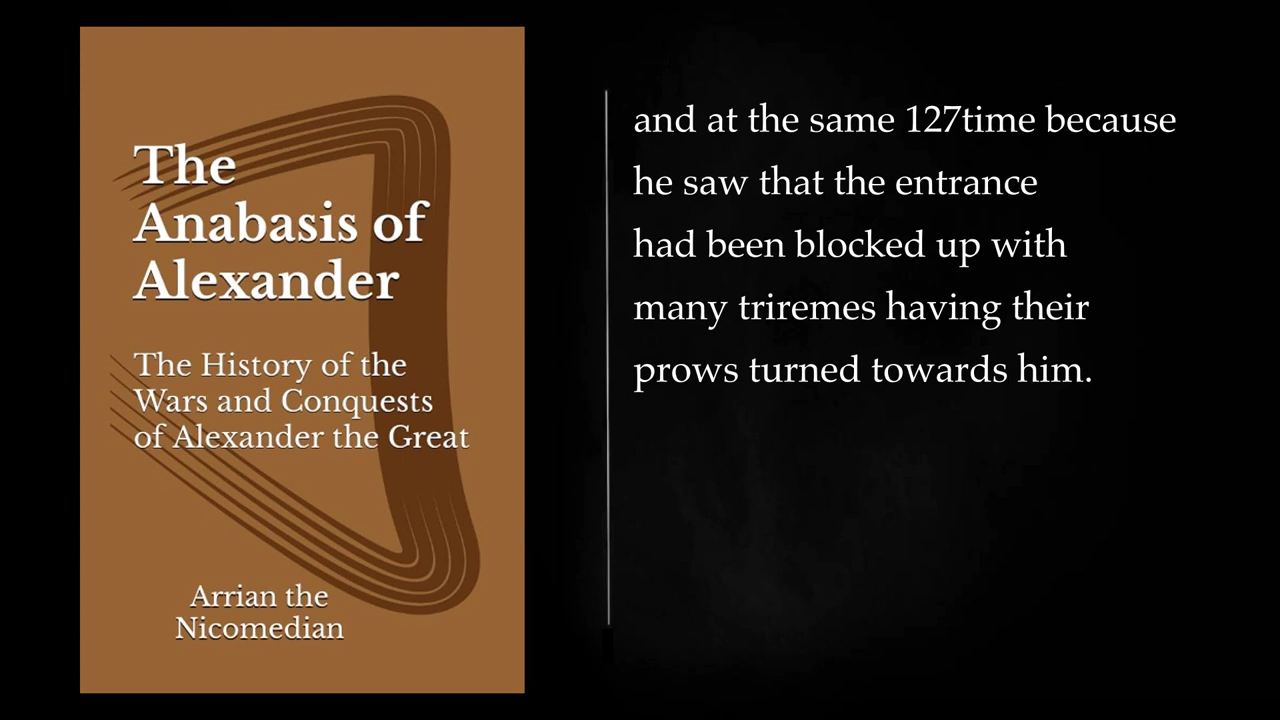 The
Anabasis of
Alexander
The History of the
Wars and Conquests
of Alexander the Great
Arrian the
Nicomedian
and at the same 127time because
he saw that the entrance
had been blocked up with
many triremes having their
prows turned towards him.